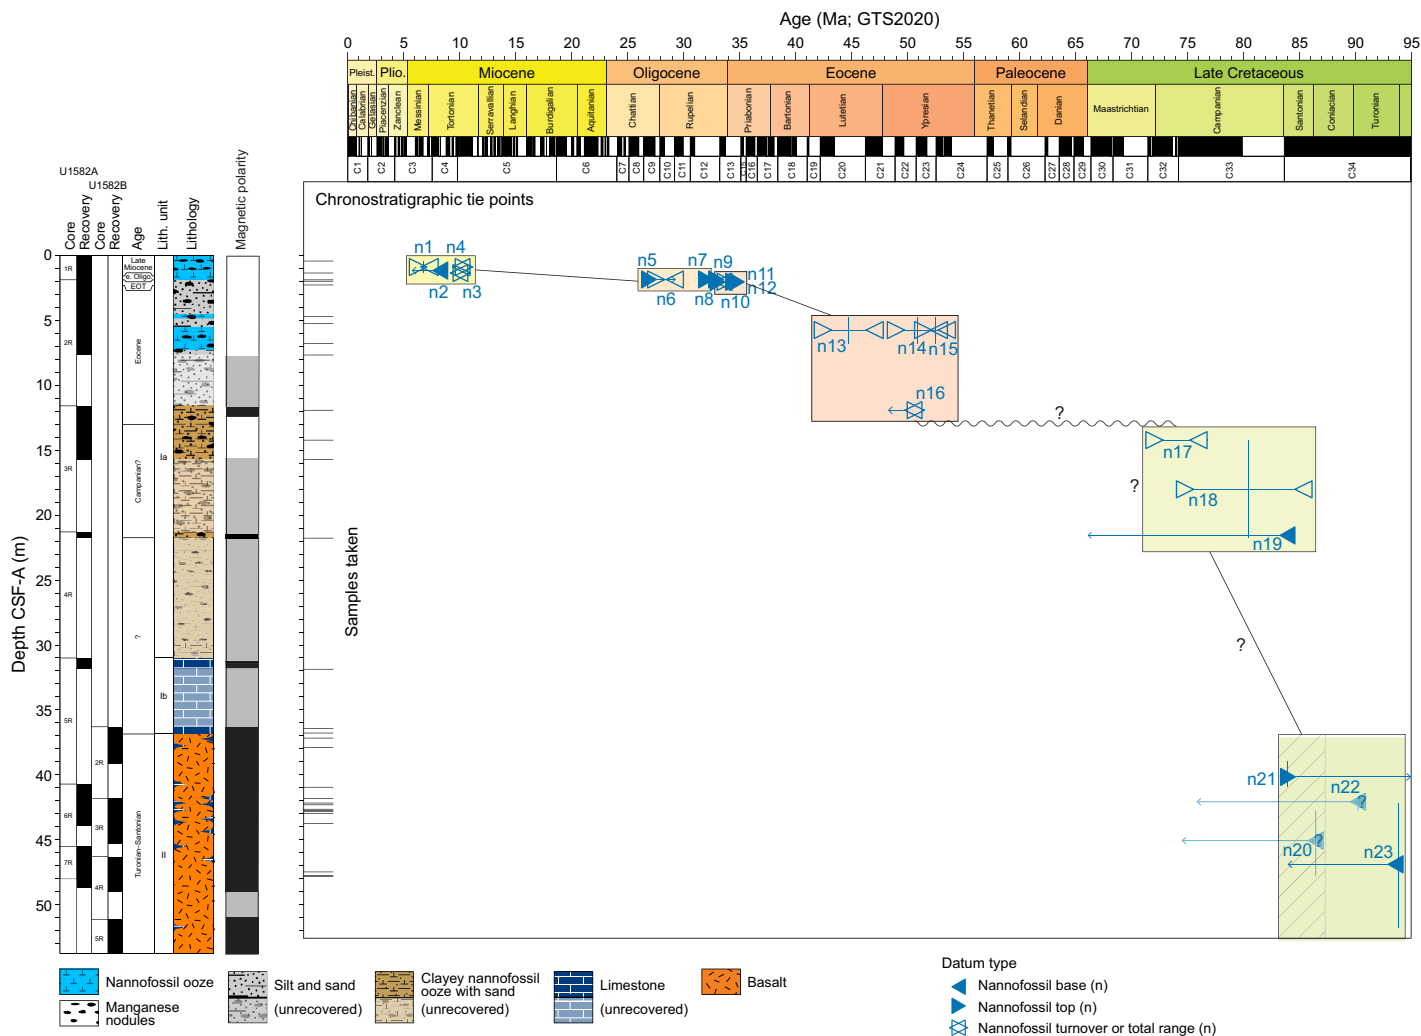 Age (Ma; GTS2020)
0 5 10 15 20 25 30 35 40 45 50 55 60 65 70 75 80 85 90 95
Pleist. Plio. Miocene Oligocene Eocene Paleocene Late Cretaceous
Chibanian Calabrian Gelasian Piacenzian Zanclean Messinian Tortonian Serravallian Langhian Burdigalian Aquitanian Chattian Rupelian Priabonian Bartonian Lutetian Ypresian Thanetian Selandian Danian Maastrichtian Campanian Santonian Coniacian Turonian
C1 C2 C3 C4 C5 C6 C7 C8 C9 C10 C11 C12 C13 C15 C16 C17 C18 C19 C20 C21 C22 C23 C24 C25 C26 C27 C28 C29 C30 C31 C32 C33 C34
U1582A
U1582B
Core Recovery Core Recovery Age Lith. unit Lithology Magnetic polarity
Chronostratigraphic tie points
Depth CSF-A (m)
0
5
10
15
20
25
30
35
40
45
50
1R
2R
3R
4R
5R
6R
7R
2R
3R
4R
5R
Late
Miocene
e. Oligo
EOT
Eocene
Campanian?
?
Turonian–Santonian
Ia
Ib
II
Samples taken
n1 n4
n2 n3
n5 n7 n9
n11
n6 n8 n10 n12
n13 n14 n15
n16
?
n17
?
n18
n19
?
n21
n22
?
n20 ?
n23
Nannofossil ooze
Manganese
nodules
Silt and sand
(unrecovered)
Clayey nannofossil
ooze with sand
(unrecovered)
Limestone
(unrecovered)
Basalt
Datum type
Nannofossil base (n)
Nannofossil top (n)
Nannofossil turnover or total range (n)